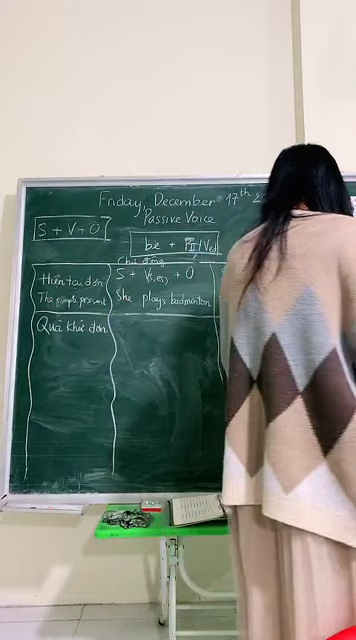 Friday, December 17th 2
Passive Voice
S + V + O
be + PII/Ved
Chủ động
Hiện tại đơn
The simple present
S + V(s,es) + O
She plays badminton
Quá khứ đơn